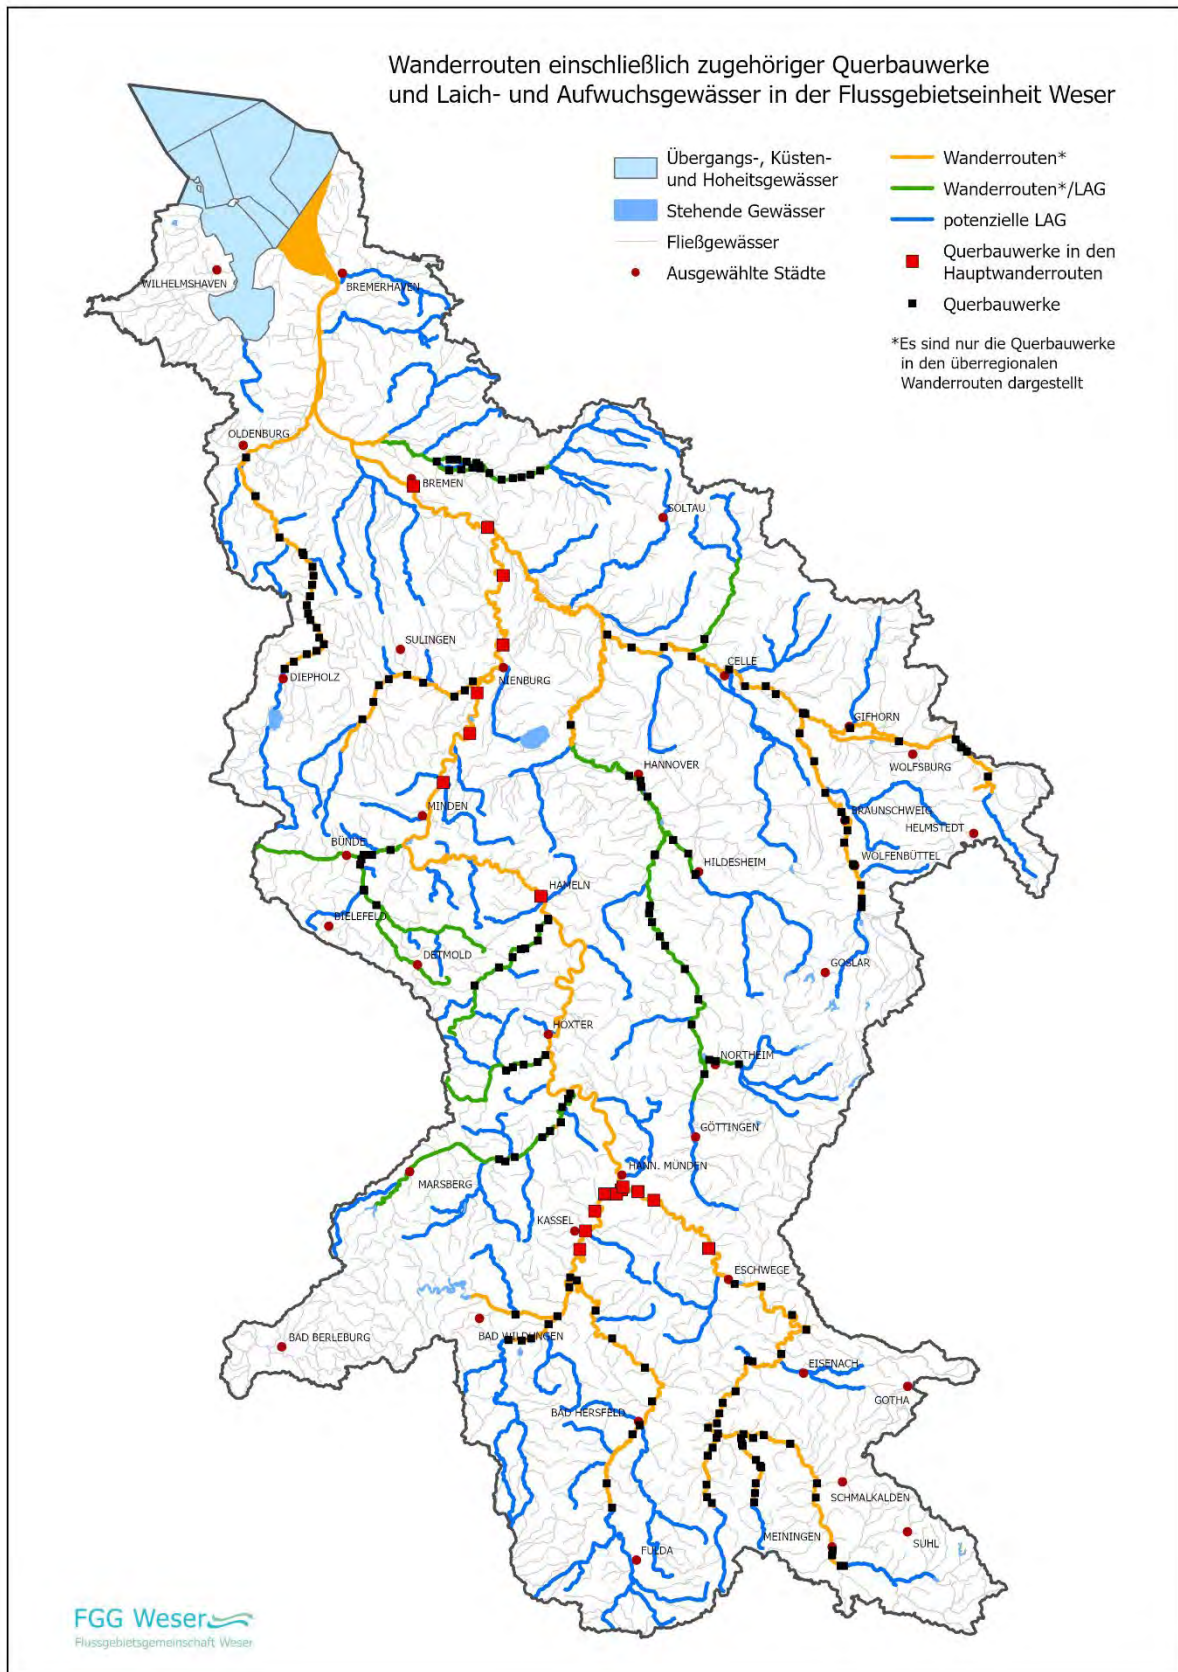 Wanderrouten einschließlich zugehöriger Querbauwerke
und Laich- und Aufwuchsgewässer in der Flussgebietseinheit Weser
Übergangs-, Küsten-
und Hoheitsgewässer
Stehende Gewässer
Fließgewässer
Ausgewählte Städte
Wanderrouten*
Wanderrouten*/LAG
potenzielle LAG
Querbauwerke in den
Hauptwanderrouten
Querbauwerke
*Es sind nur die Querbauwerke
in den überregionalen
Wanderrouten dargestellt
WILHELMSHAVEN
BREMERHAVEN
OLDENBURG
BREMEN
SOLTAU
SULINGEN
DIEPHOLZ
NIENBURG
CELLE
GIFHORN
WOLFSBURG
HANNOVER
MINDEN
BRAUNSCHWEIG
HELMSTEDT
BÜNDE
WOLFENBÜTTEL
HILDESHEIM
HAMELN
BIELEFELD
DETMOLD
GOSLAR
HÖXTER
NORTHEIM
GÖTTINGEN
HANN. MÜNDEN
MARSBERG
KASSEL
ESCHWEGE
BAD BERLEBURG
BAD WILDUNGEN
EISENACH
GOTHA
BAD HERSFELD
SCHMALKALDEN
MEININGEN
SUHL
FULDA
FGG Weser
Flussgebietsgemeinschaft Weser